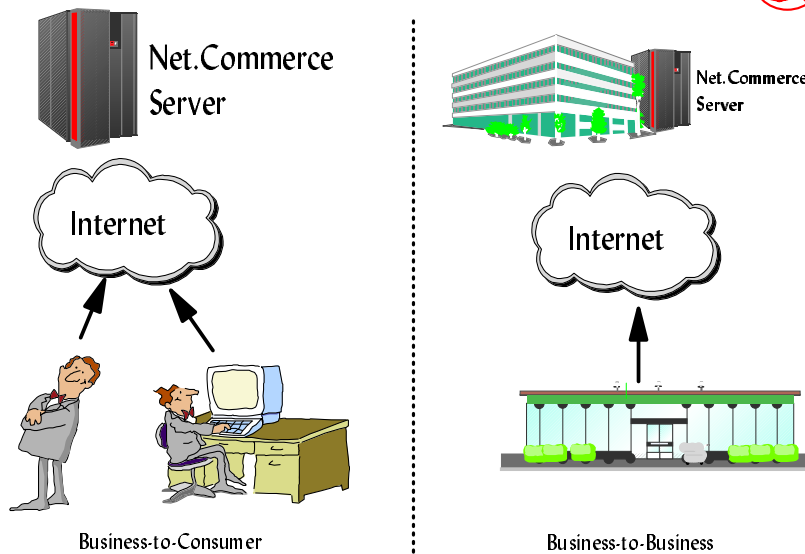 Net.Commerce
Server
Internet
Business-to-Consumer
Net.Commerce
Server
Internet
Business-to-Business